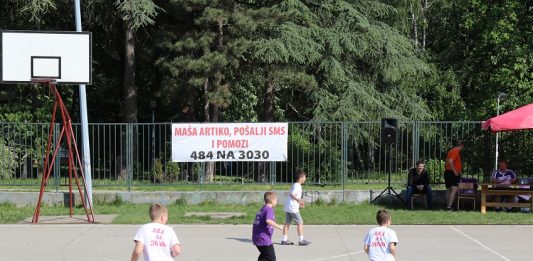 MAŠA ARTIKO, POŠALJI SMS
I POMOZI
484 NA 3030